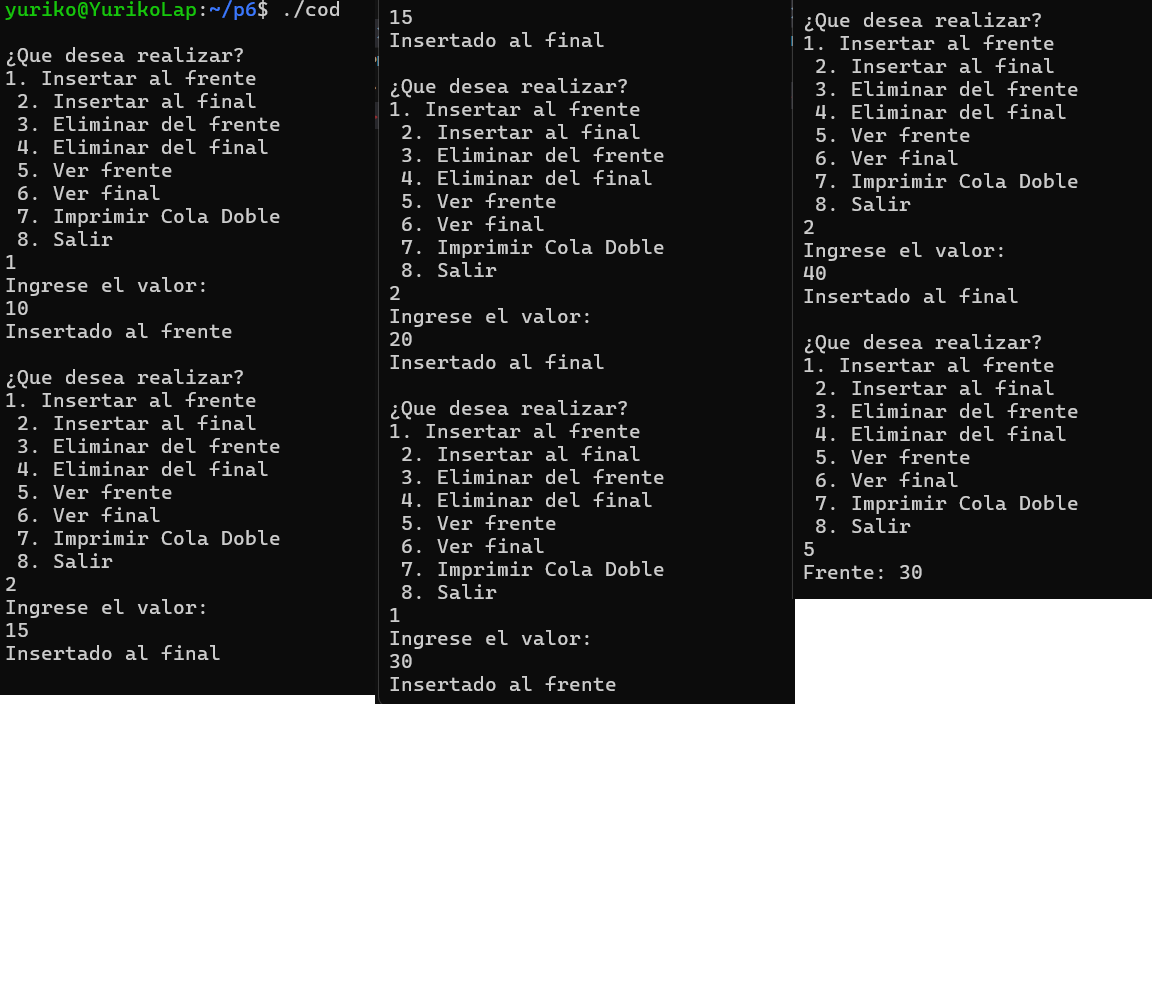 yuriko@YurikoLap:~/p6$ ./cod
¿Que desea realizar?
1. Insertar al frente
2. Insertar al final
3. Eliminar del frente
4. Eliminar del final
5. Ver frente
6. Ver final
7. Imprimir Cola Doble
8. Salir
1
Ingrese el valor:
10
Insertado al frente
¿Que desea realizar?
1. Insertar al frente
2. Insertar al final
3. Eliminar del frente
4. Eliminar del final
5. Ver frente
6. Ver final
7. Imprimir Cola Doble
8. Salir
2
Ingrese el valor:
15
Insertado al final
15
Insertado al final
¿Que desea realizar?
1. Insertar al frente
2. Insertar al final
3. Eliminar del frente
4. Eliminar del final
5. Ver frente
6. Ver final
7. Imprimir Cola Doble
8. Salir
2
Ingrese el valor:
20
Insertado al final
¿Que desea realizar?
1. Insertar al frente
2. Insertar al final
3. Eliminar del frente
4. Eliminar del final
5. Ver frente
6. Ver final
7. Imprimir Cola Doble
8. Salir
1
Ingrese el valor:
30
Insertado al frente
¿Que desea realizar?
1. Insertar al frente
2. Insertar al final
3. Eliminar del frente
4. Eliminar del final
5. Ver frente
6. Ver final
7. Imprimir Cola Doble
8. Salir
2
Ingrese el valor:
40
Insertado al final
¿Que desea realizar?
1. Insertar al frente
2. Insertar al final
3. Eliminar del frente
4. Eliminar del final
5. Ver frente
6. Ver final
7. Imprimir Cola Doble
8. Salir
5
Frente: 30